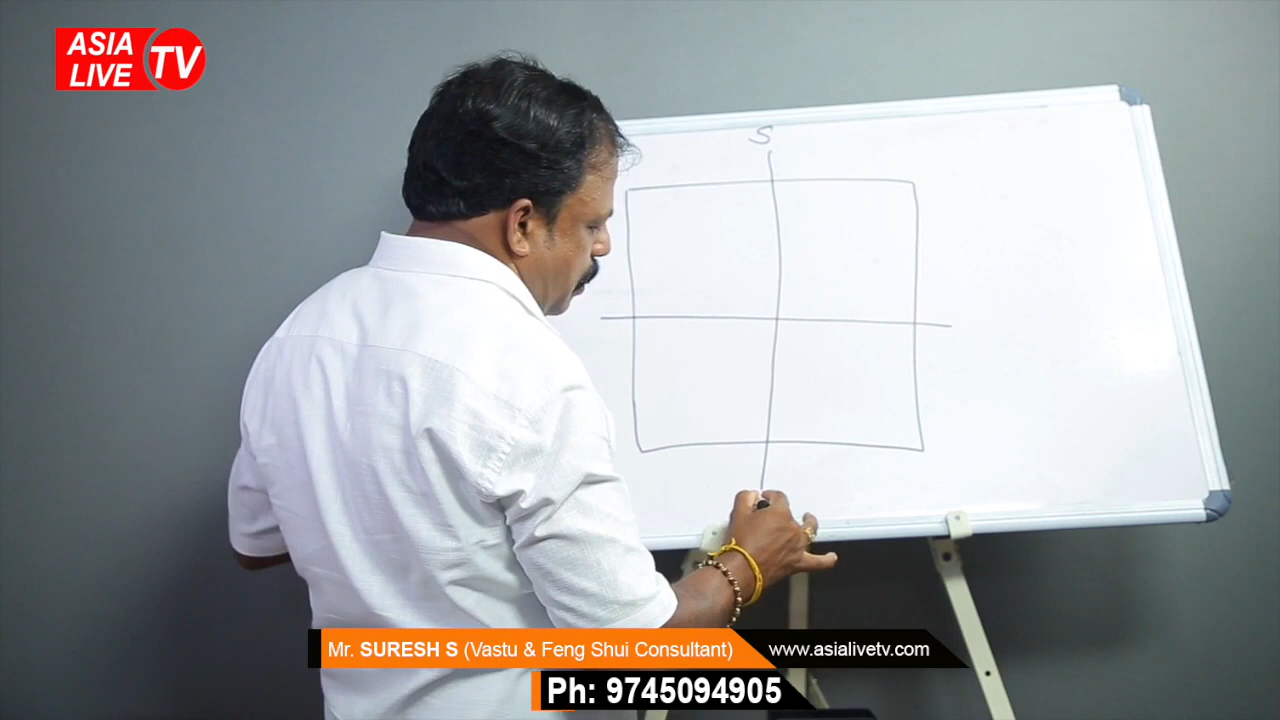 ASIA
LIVE
TV
S
Mr. SURESH S (Vastu & Feng Shui Consultant)
www.asialivetv.com
Ph: 9745094905